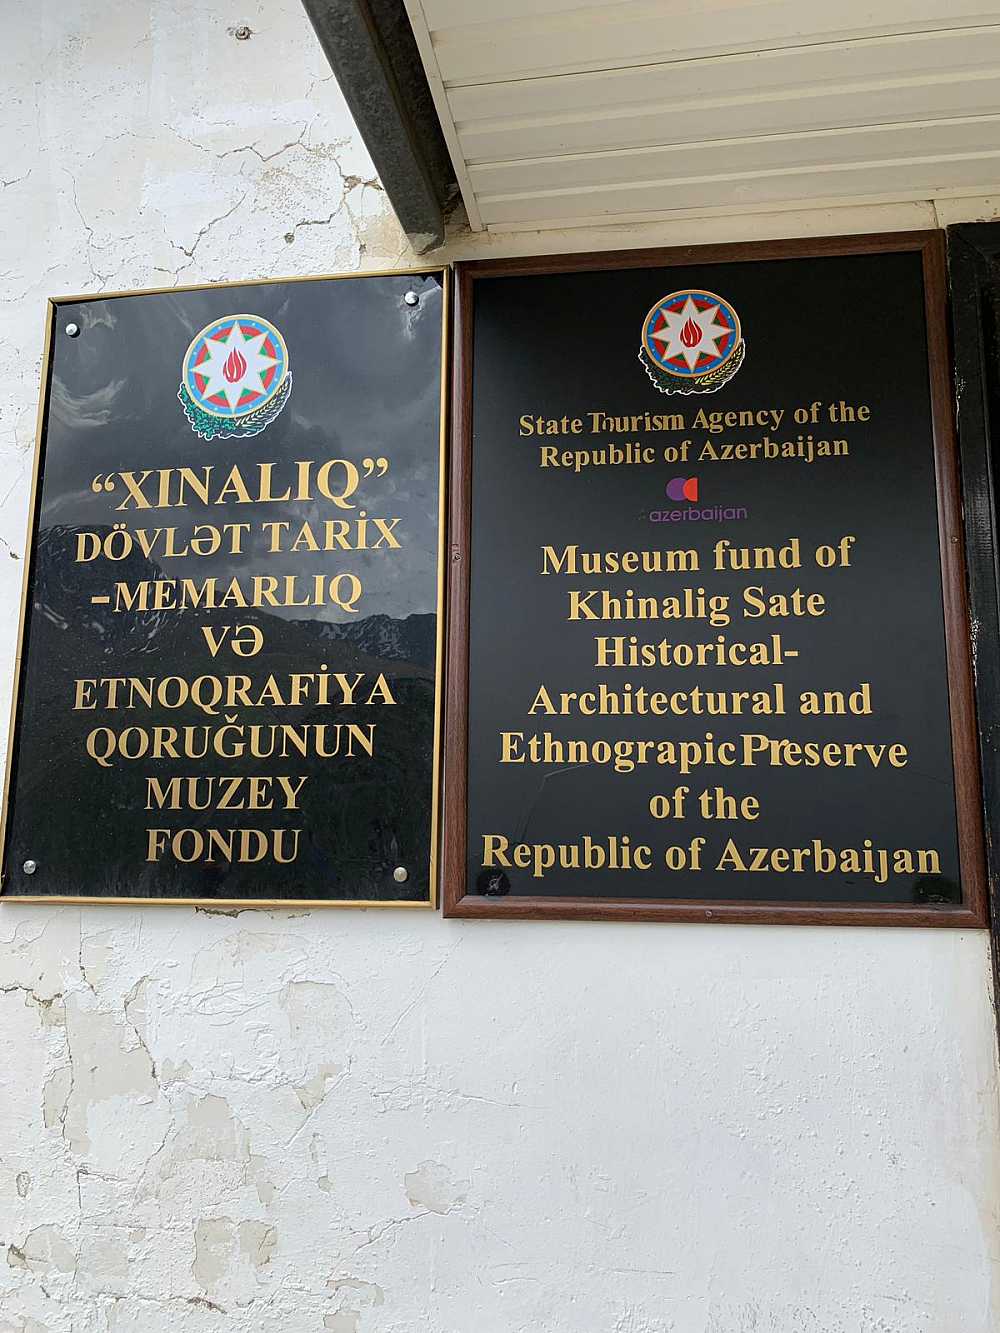 “XINALIQ”
DÖVLƏT TARİX
-MEMARLIQ
VƏ
ETNOQRAFİYA
QORUĞUNUN
MUZEY
FONDU
State Tourism Agency of the
Republic of Azerbaijan
azerbaijan
Museum fund of
Khinalig Sate
Historical-
Architectural and
Ethnograpic Preserve
of the
Republic of Azerbaijan